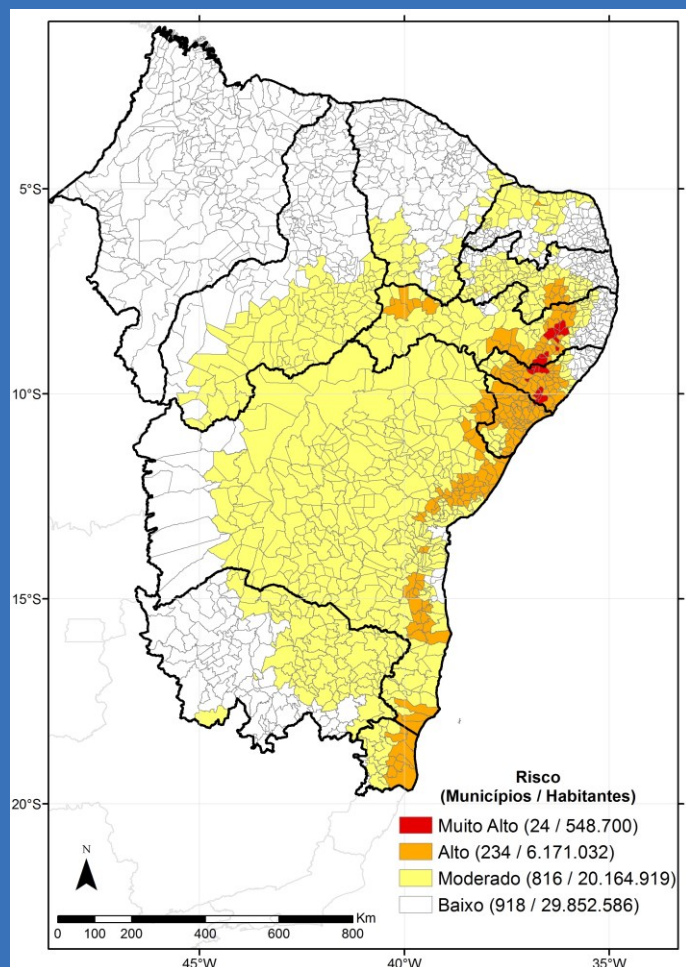 5°S
10°S
15°S
20°S
Risco
(Municípios / Habitantes)
Muito Alto (24 / 548.700)
Alto (234 / 6.171.032)
Moderado (816 / 20.164.919)
Baixo (918 / 29.852.586)
N
Km
0 100 200 400 600 800
45°W 40°W 35°W